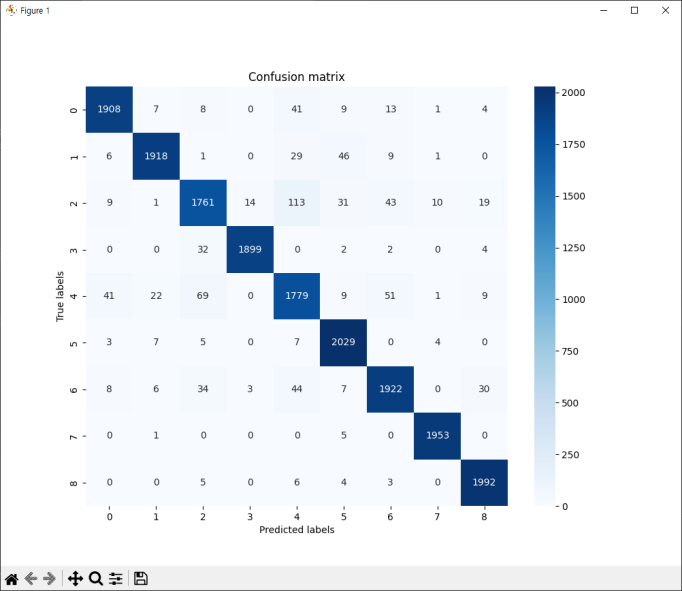 Figure 1
Confusion matrix
0 1908 7 8 0 41 9 13 1 4
1 6 1918 1 0 29 46 9 1 0
2 9 1 1761 14 113 31 43 10 19
3 0 0 32 1899 0 2 2 0 4
4 41 22 69 0 1779 9 51 1 9
5 3 7 5 0 7 2029 0 4 0
6 8 6 34 3 44 7 1922 0 30
7 0 1 0 0 0 5 0 1953 0
8 0 0 5 0 6 4 3 0 1992
0 1 2 3 4 5 6 7 8
True labels
Predicted labels
2000
1750
1500
1250
1000
750
500
250
0